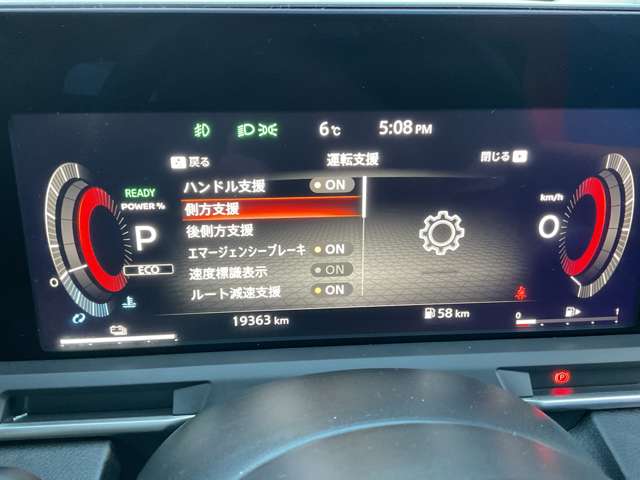 6℃ 5:08 PM
戻る 運転支援 閉じる
ハンドル支援 ON
側方支援
後側方支援
エマージェンシーブレーキ ON
速度標識表示 ON
ルート減速支援 ON
READY
POWER %
P
ECO
0
km/h
0
19363 km
58 km
0 1
P